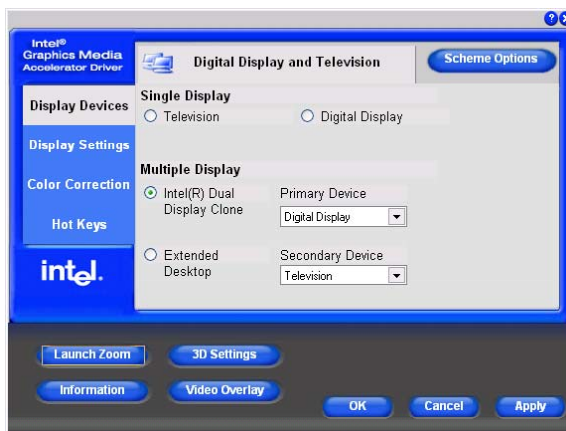 Intel®
Graphics Media
Accelerator Driver
Digital Display and Television
Scheme Options
Display Devices
Display Settings
Color Correction
Hot Keys
intel.
Single Display
Television
Digital Display
Multiple Display
Intel(R) Dual
Display Clone
Primary Device
Digital Display
Extended
Desktop
Secondary Device
Television
Launch Zoom
3D Settings
Information
Video Overlay
OK
Cancel
Apply